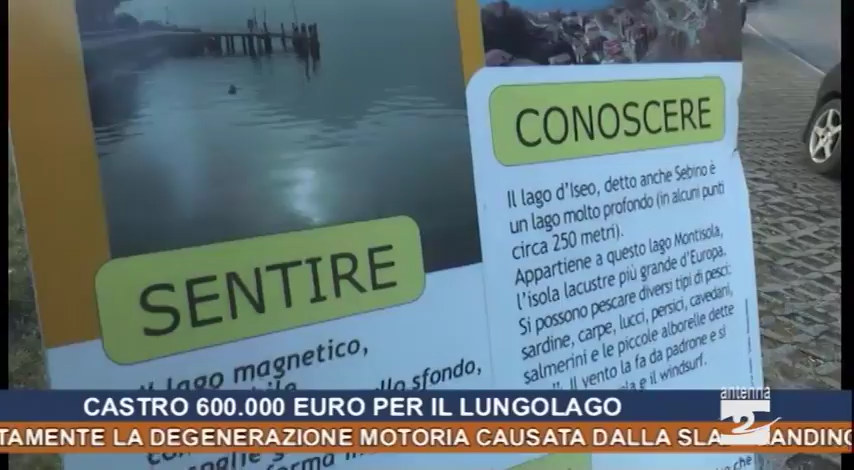 SENTIRE
lago magnetico,
sfondo,
CONOSCERE
Il lago d'Iseo, detto anche Sebino è
un lago molto profondo (in alcuni punti
circa 250 metri).
Appartiene a questo lago Montisola,
l'isola lacustre più grande d'Europa.
Si possono pescare diversi tipi di pesci:
sardine, carpe, lucci, persici, cavedani,
salmerini e le piccole alborelle dette
Il vento la fa da padrone e si
e il windsurf.
CASTRO 600.000 EURO PER IL LUNGOLAGO
antenna
2
TAMENTE LA DEGENERAZIONE MOTORIA CAUSATA DALLA SLA